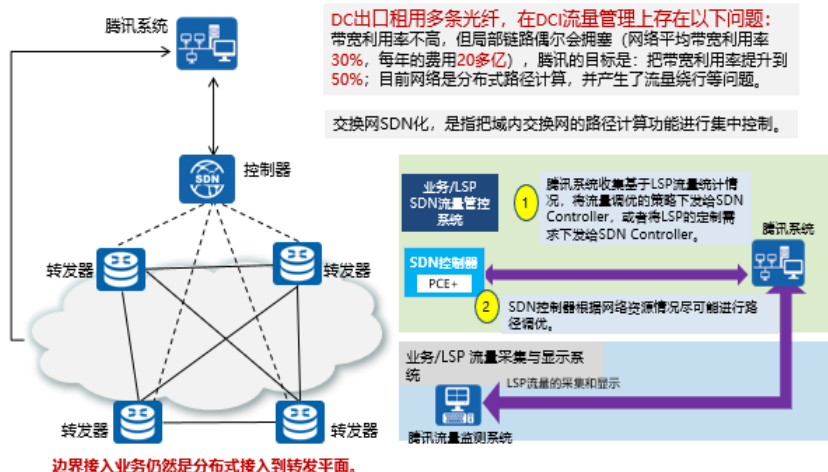 腾讯系统
DC出口租用多条光纤，在DCI流量管理上存在以下问题：
带宽利用率不高，但局部链路偶尔会拥塞（网络平均带宽利用率
30%，每年的费用20多亿），腾讯的目标是：把带宽利用率提升到
50%；目前网络是分布式路径计算，并产生了流量绕行等问题。
交换网SDN化，是指把域内交换网的路径计算功能进行集中控制。
SDN
控制器
转发器
转发器
转发器
转发器
边界接入业务仍然是分布式接入到转发平面。
业务/LSP
SDN流量管控
系统
1
腾讯系统收集基于LSP流量统计情
况，将流量调优的策略下发给SDN
Controller，或者将LSP的定制需
求下发给SDN Controller。
腾讯系统
SDN控制器
PCE+
2
SDN控制器根据网络资源情况尽可能进行路
径调优。
业务/LSP 流量采集与显示系
统
LSP流量的采集和显示
腾讯流量监测系统